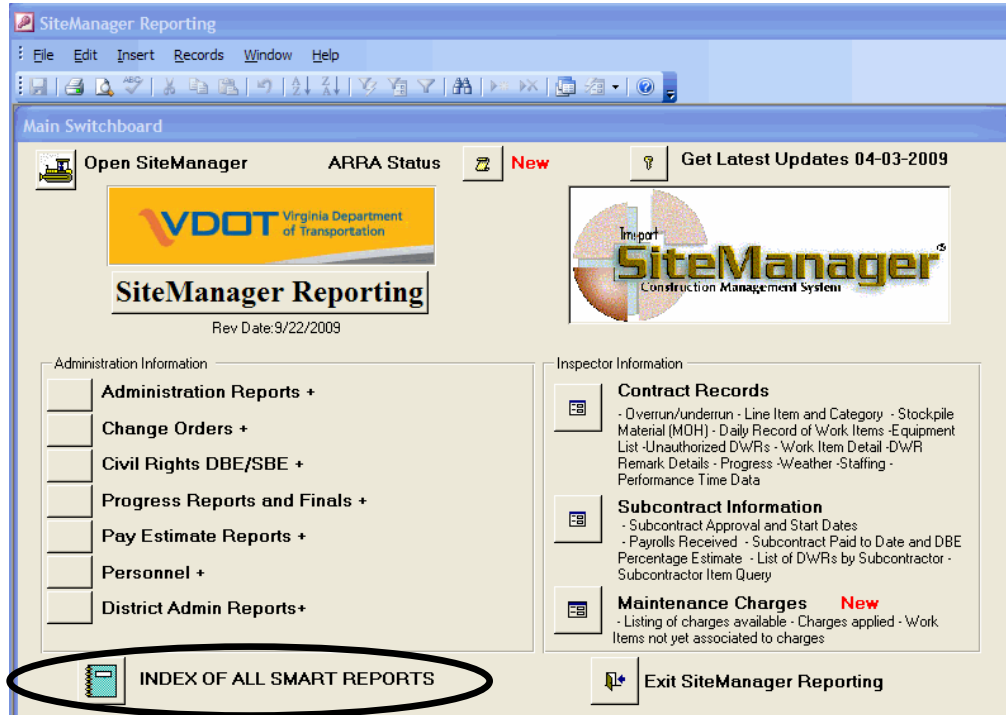 SiteManager Reporting
File Edit Insert Records Window Help
Main Switchboard
Open SiteManager ARRA Status New Get Latest Updates 04-03-2009
VDOT Virginia Department
of Transportation
Trns·port
SiteManager
Construction Management System
SiteManager Reporting
Rev Date:9/22/2009
Administration Information
Administration Reports +
Change Orders +
Civil Rights DBE/SBE +
Progress Reports and Finals +
Pay Estimate Reports +
Personnel +
District Admin Reports+
Inspector Information
Contract Records
- Overrun/underrun - Line Item and Category - Stockpile
Material (MOH) - Daily Record of Work Items -Equipment
List -Unauthorized DWRs - Work Item Detail -DWR
Remark Details - Progress -Weather -Staffing -
Performance Time Data
Subcontract Information
- Subcontract Approval and Start Dates
- Payrolls Received - Subcontract Paid to Date and DBE
Percentage Estimate - List of DWRs by Subcontractor -
Subcontractor Item Query
Maintenance Charges New
- Listing of charges available - Charges applied - Work
Items not yet associated to charges
INDEX OF ALL SMART REPORTS
Exit SiteManager Reporting